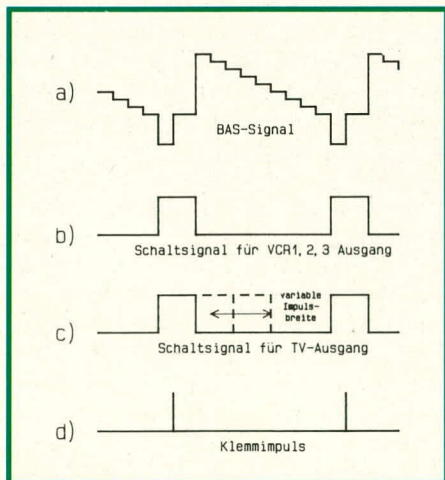 a)
BAS-Signal
b)
Schaltsignal für VCR1, 2, 3 Ausgang
c)
variable
Impuls-
breite
Schaltsignal für TV-Ausgang
d)
Klemmimpuls